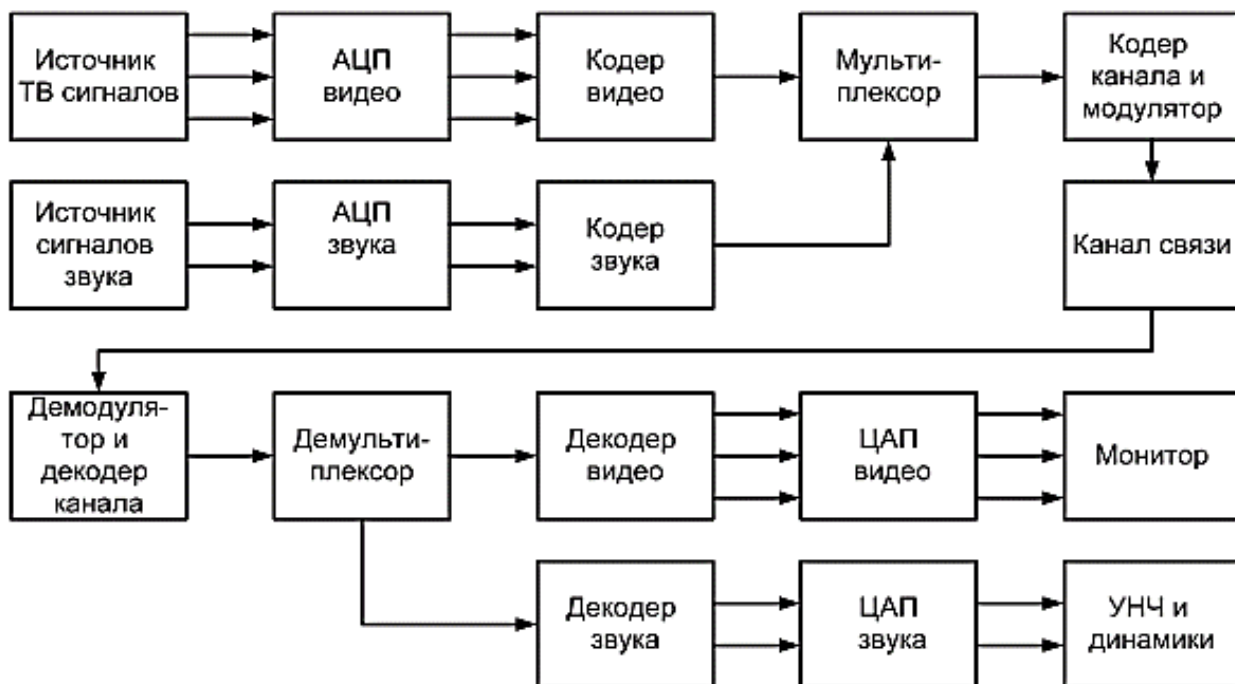 Источник
ТВ сигналов
АЦП
видео
Кодер
видео
Мульти-
плексор
Кодер
канала и
модулятор
Источник
сигналов
звука
АЦП
звука
Кодер
звука
Канал связи
Демодуля-
тор и
декодер
канала
Демульти-
плексор
Декодер
видео
ЦАП
видео
Монитор
Декодер
звука
ЦАП
звука
УНЧ и
динамики